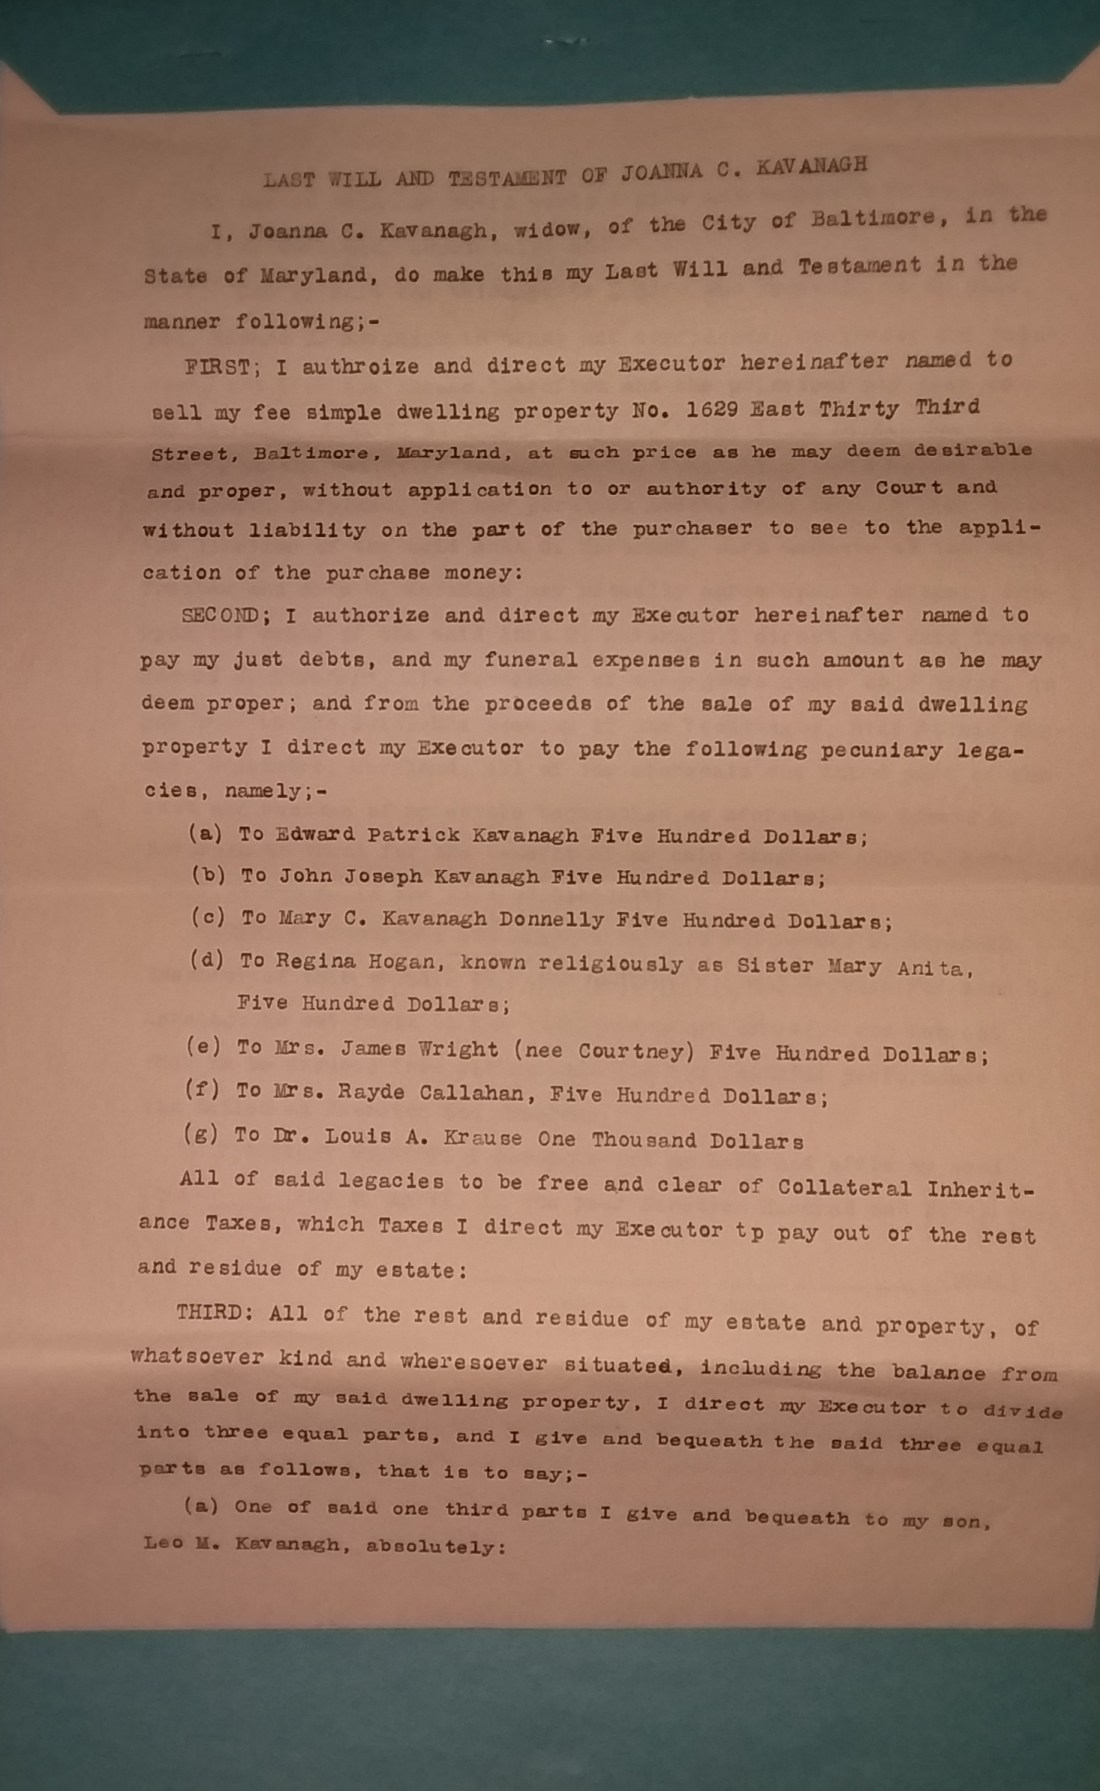 LAST WILL AND TESTAMENT OF JOANNA C. KAVANAGH
I, Joanna C. Kavanagh, widow, of the City of Baltimore, in the
State of Maryland, do make this my Last Will and Testament in the
manner following;-
FIRST; I authroize and direct my Executor hereinafter named to
sell my fee simple dwelling property No. 1629 East Thirty Third
Street, Baltimore, Maryland, at such price as he may deem desirable
and proper, without application to or authority of any Court and
without liability on the part of the purchaser to see to the appli-
cation of the purchase money:
SECOND; I authorize and direct my Executor hereinafter named to
pay my just debts, and my funeral expenses in such amount as he may
deem proper; and from the proceeds of the sale of my said dwelling
property I direct my Executor to pay the following pecuniary lega-
cies, namely;-
(a) To Edward Patrick Kavanagh Five Hundred Dollars;
(b) To John Joseph Kavanagh Five Hundred Dollars;
(c) To Mary C. Kavanagh Donnelly Five Hundred Dollars;
(d) To Regina Hogan, known religiously as Sister Mary Anita,
Five Hundred Dollars;
(e) To Mrs. James Wright (nee Courtney) Five Hundred Dollars;
(f) To Mrs. Rayde Callahan, Five Hundred Dollars;
(g) To Dr. Louis A. Krause One Thousand Dollars
All of said legacies to be free and clear of Collateral Inherit-
ance Taxes, which Taxes I direct my Executor tp pay out of the rest
and residue of my estate:
THIRD: All of the rest and residue of my estate and property, of
whatsoever kind and wheresoever situated, including the balance from
the sale of my said dwelling property, I direct my Executor to divide
into three equal parts, and I give and bequeath the said three equal
parts as follows, that is to say;-
(a) One of said one third parts I give and bequeath to my son,
Leo M. Kavanagh, absolutely: